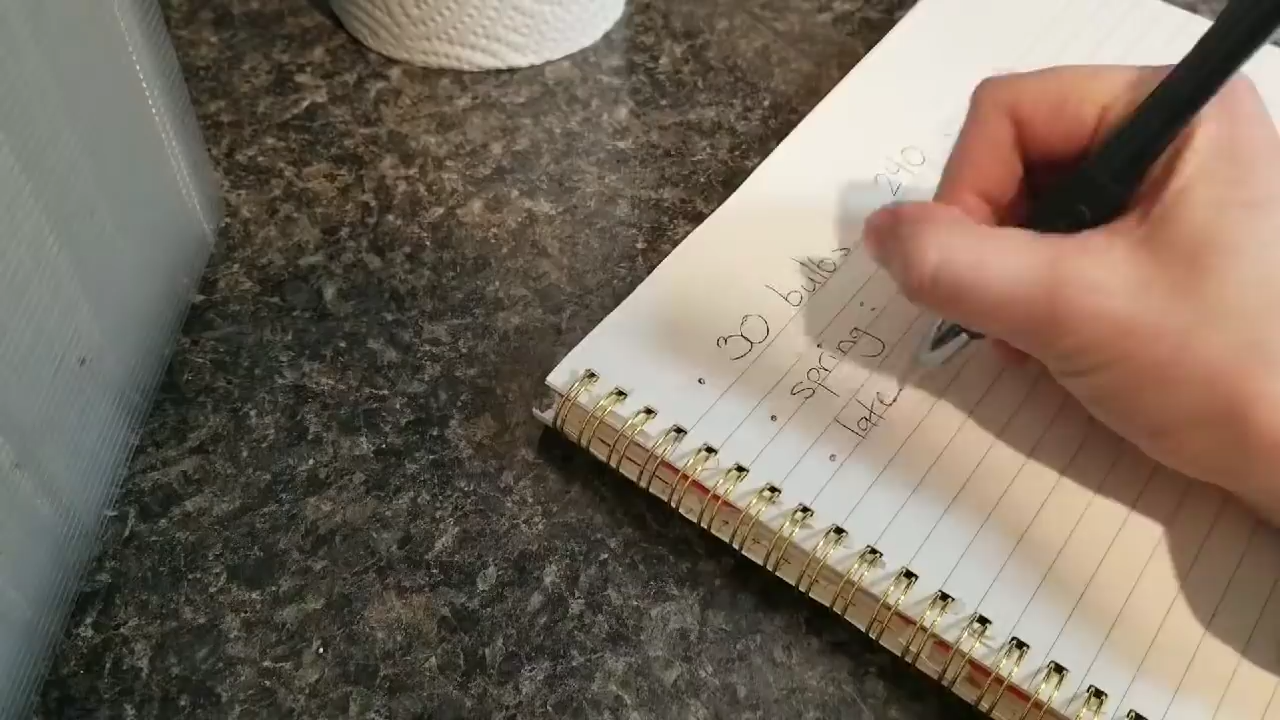 30 bulbs 240
• spring:
• late